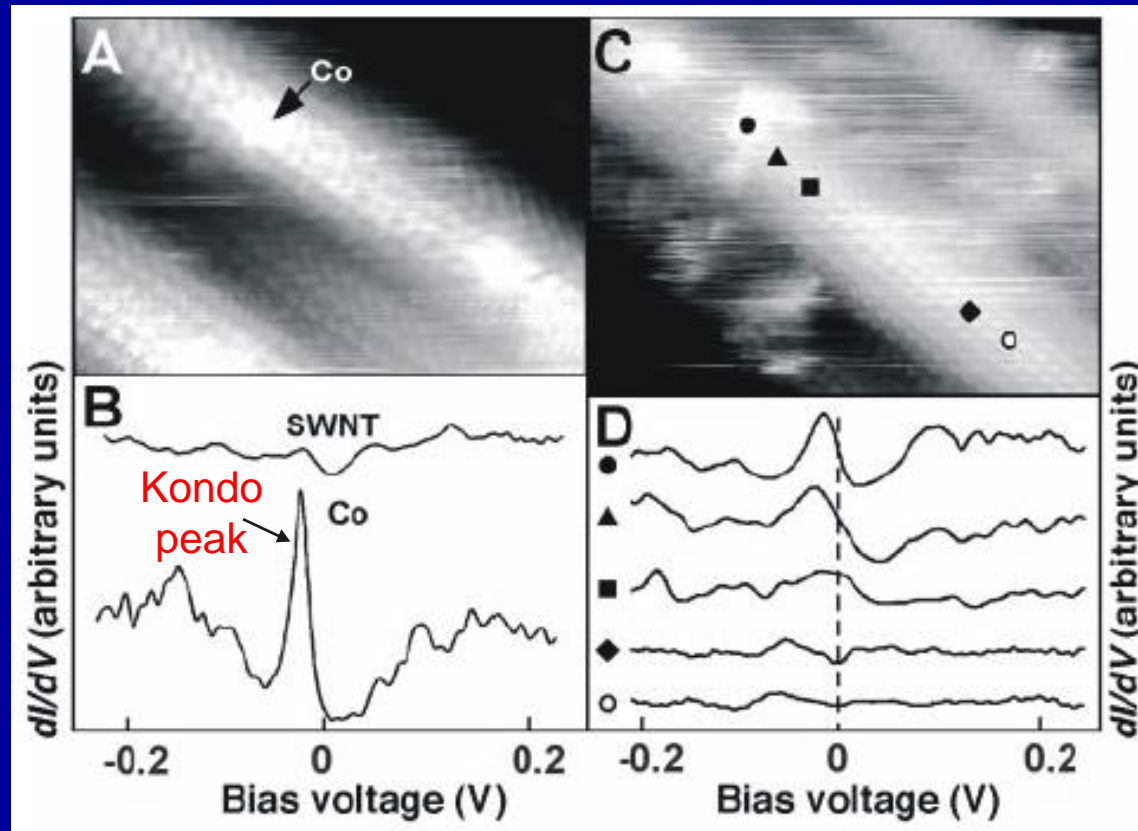 A
Co
C
B
SWNT
Kondo
peak
Co
dI/dV (arbitrary units)
-0.2
0
0.2
Bias voltage (V)
D
dI/dV (arbitrary units)
-0.2
0
0.2
Bias voltage (V)